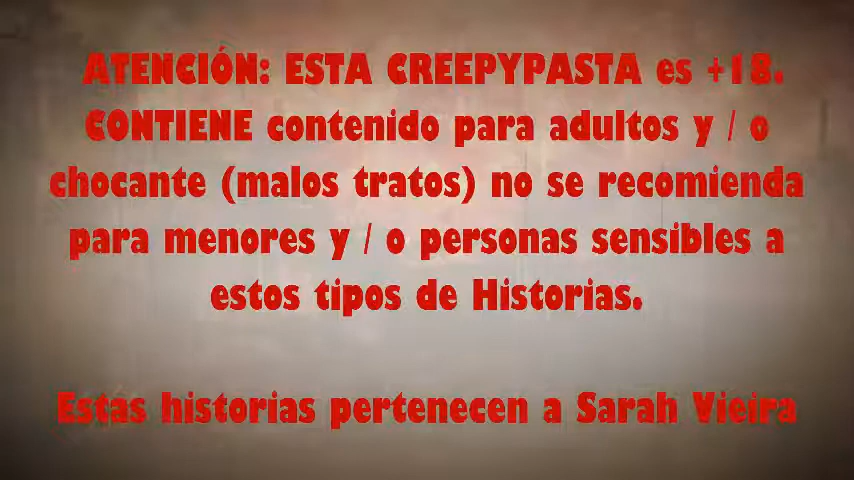 ATENCIÓN: ESTA CREEPYPASTA es +18.
CONTIENE contenido para adultos y / o
chocante (malos tratos) no se recomienda
para menores y / o personas sensibles a
estos tipos de Historias.
Estas historias pertenecen a Sarah Vieira